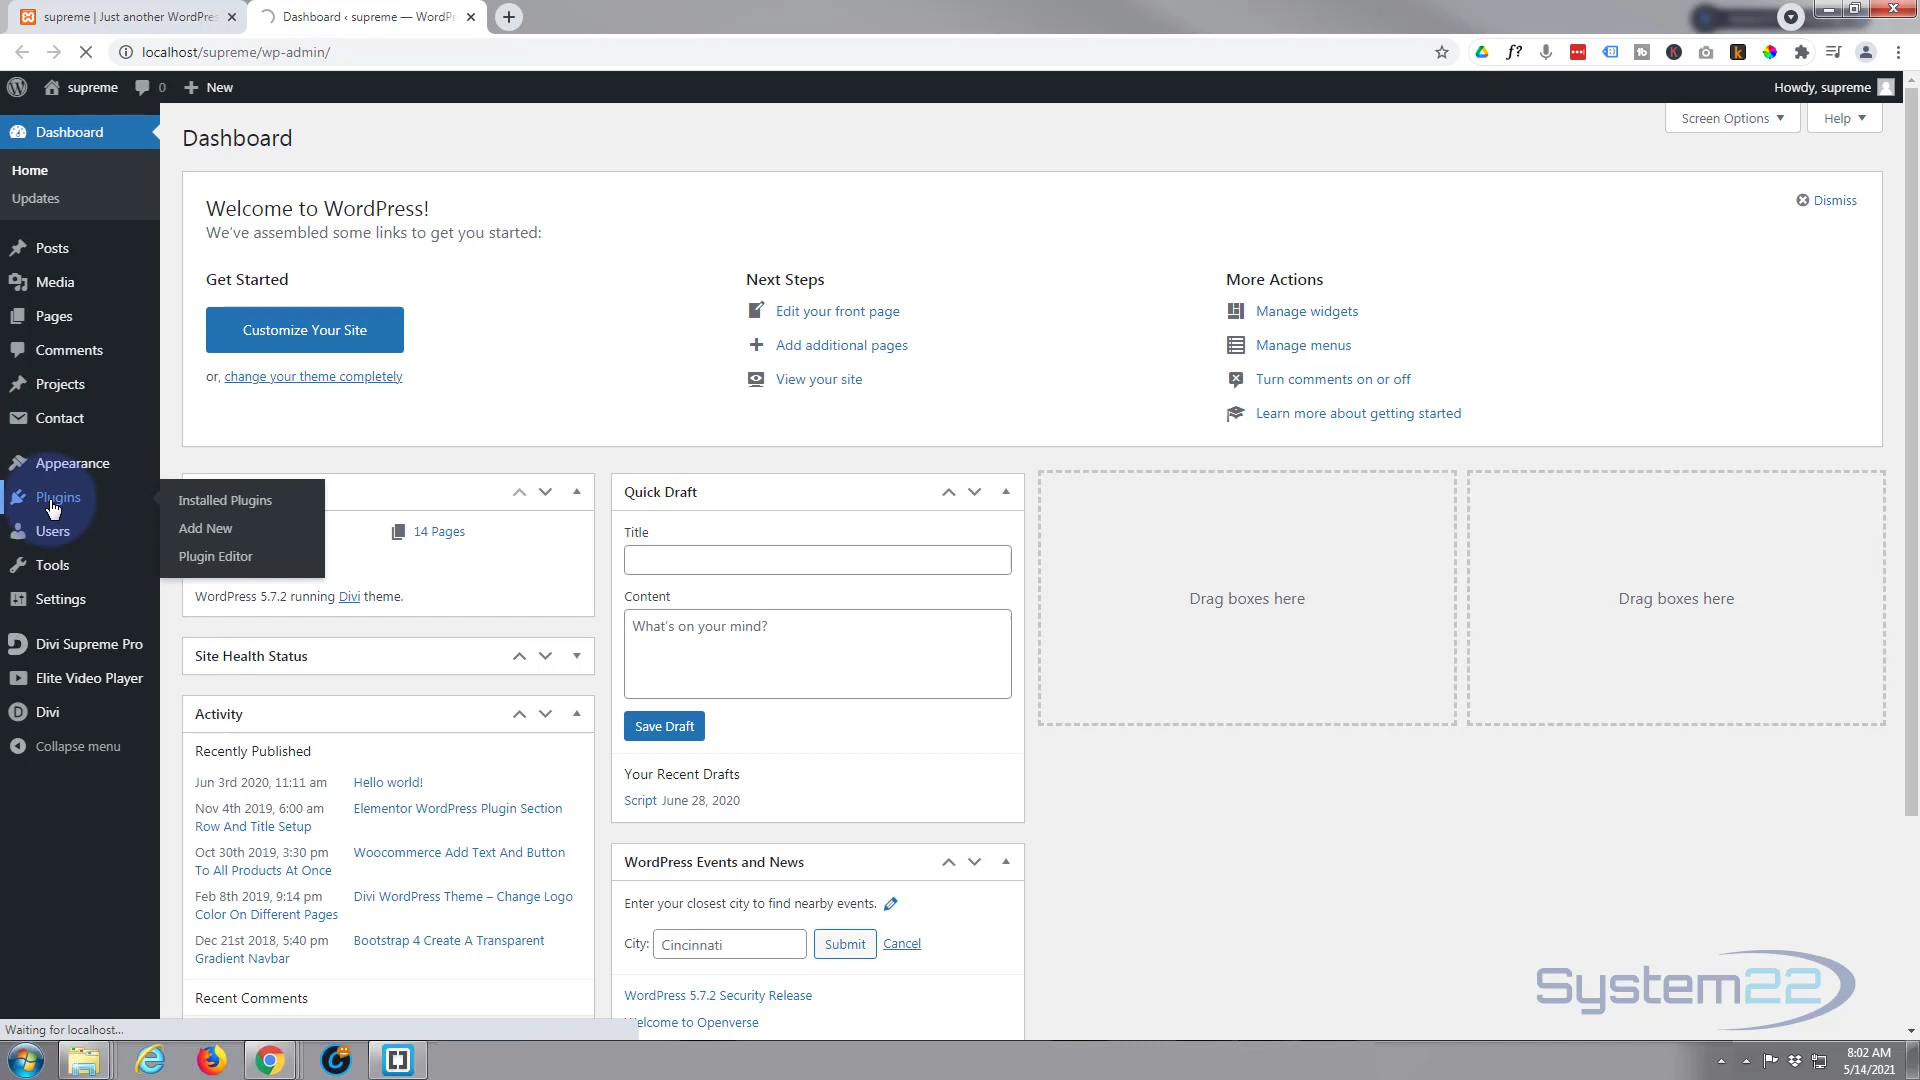 supreme | Just another WordPres
Dashboard ‹ supreme — WordPr
localhost/supreme/wp-admin/
supreme
0
New
Howdy, supreme
Dashboard
Home
Updates
Posts
Media
Pages
Comments
Projects
Contact
Appearance
Plugins
Users
Tools
Settings
Divi Supreme Pro
Elite Video Player
Divi
Collapse menu
Installed Plugins
Add New
Plugin Editor
Dashboard
Screen Options
Help
Welcome to WordPress!
We've assembled some links to get you started:
Dismiss
Get Started
Customize Your Site
or, change your theme completely
Next Steps
Edit your front page
Add additional pages
View your site
More Actions
Manage widgets
Manage menus
Turn comments on or off
Learn more about getting started
14 Pages
WordPress 5.7.2 running Divi theme.
Site Health Status
Activity
Recently Published
Jun 3rd 2020, 11:11 am Hello world!
Nov 4th 2019, 6:00 am Elementor WordPress Plugin Section
Row And Title Setup
Oct 30th 2019, 3:30 pm Woocommerce Add Text And Button
To All Products At Once
Feb 8th 2019, 9:14 pm Divi WordPress Theme – Change Logo
Color On Different Pages
Dec 21st 2018, 5:40 pm Bootstrap 4 Create A Transparent
Gradient Navbar
Recent Comments
Quick Draft
Title
Content
What's on your mind?
Save Draft
Your Recent Drafts
Script June 28, 2020
WordPress Events and News
Enter your closest city to find nearby events.
City: Cincinnati Submit Cancel
WordPress 5.7.2 Security Release
Welcome to Openverse
Drag boxes here
Drag boxes here
System22
Waiting for localhost...
8:02 AM
5/14/2021